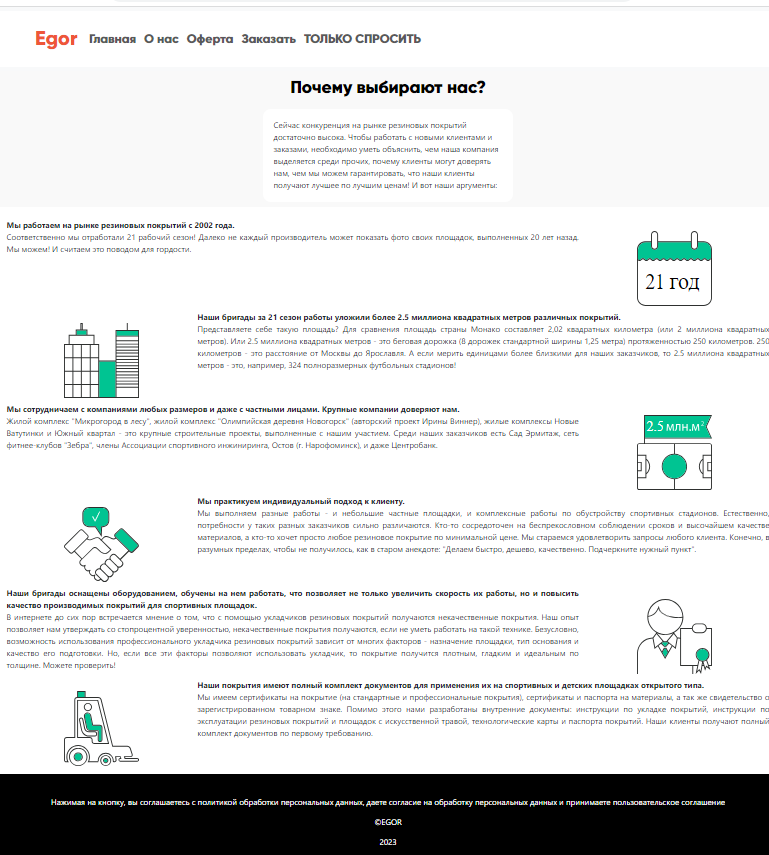 Egor Главная О нас Оферта Заказать ТОЛЬКО СПРОСИТЬ
Почему выбирают нас?
Сейчас конкуренция на рынке резиновых покрытий
достаточно высока. Чтобы работать с новыми клиентами и
заказами, необходимо уметь объяснить, чем наша компания
выделяется среди прочих, почему клиенты могут доверять
нам, чем мы можем гарантировать, что наши клиенты
получают лучшее по лучшим ценам! И вот наши аргументы:
Мы работаем на рынке резиновых покрытий с 2002 года.
Соответственно мы отработали 21 рабочий сезон! Далеко не каждый производитель может показать фото своих площадок, выполненных 20 лет назад.
Мы можем! И считаем это поводом для гордости.
21 год
Наши бригады за 21 сезон работы уложили более 2.5 миллиона квадратных метров различных покрытий.
Представляете себе такую площадь? Для сравнения площадь страны Монако составляет 2,02 квадратных километра (или 2 миллиона квадратных
метров). Или 2.5 миллиона квадратных метров - это беговая дорожка (8 дорожек стандартной ширины 1,25 метра) протяженностью 250 километров. 250
километров - это расстояние от Москвы до Ярославля. А если мерить единицами более близкими для наших заказчиков, то 2.5 миллиона квадратных
метров - это, например, 324 полноразмерных футбольных стадионов!
Мы сотрудничаем с компаниями любых размеров и даже с частными лицами. Крупные компании доверяют нам.
Жилой комплекс "Микрогород в лесу", жилой комплекс "Олимпийская деревня Новогорск" (авторский проект Ирины Виннер), жилые комплексы Новые
Ватутинки и Южный квартал - это крупные строительные проекты, выполненные с нашим участием. Среди наших заказчиков есть Сад Эрмитаж, сеть
фитнес-клубов "Зебра", члены Ассоциации спортивного инжиниринга, Остов (г. Нарофоминск), и даже Центробанк.
2.5 млн.м²
Мы практикуем индивидуальный подход к клиенту.
Мы выполняем разные работы - и небольшие частные площадки, и комплексные работы по обустройству спортивных стадионов. Естественно,
потребности у таких разных заказчиков сильно различаются. Кто-то сосредоточен на беспрекословном соблюдении сроков и высочайшем качестве
материалов, а кто-то хочет просто любое резиновое покрытие по минимальной цене. Мы стараемся удовлетворить запросы любого клиента. Конечно, в
разумных пределах, чтобы не получилось, как в старом анекдоте: "Делаем быстро, дешево, качественно. Подчеркните нужный пункт".
Наши бригады оснащены оборудованием, обучены на нем работать, что позволяет не только увеличить скорость их работы, но и повысить
качество производимых покрытий для спортивных площадок.
В интернете до сих пор встречается мнение о том, что с помощью укладчиков резиновых покрытий получаются некачественные покрытия. Наш опыт
позволяет нам утверждать со стопроцентной уверенностью, некачественные покрытия получаются, если не уметь работать на такой технике. Безусловно,
возможность использования профессионального укладчика резиновых покрытий зависит от многих факторов - назначение площадки, тип основания и
качество его подготовки. Но, если все эти факторы позволяют использовать укладчик, то покрытие получится плотным, гладким и идеальным по
толщине. Можете проверить!
Наши покрытия имеют полный комплект документов для применения их на спортивных и детских площадках открытого типа.
Мы имеем сертификаты на покрытие (на стандартные и профессиональные покрытия), сертификаты и паспорта на материалы, а так же свидетельство о
зарегистрированном товарном знаке. Помимо этого нами разработаны внутренние документы: инструкции по укладке покрытий, инструкции по
эксплуатации резиновых покрытий и площадок с искусственной травой, технологические карты и паспорта покрытий. Наши клиенты получают полный
комплект документов по первому требованию.
Нажимая на кнопку, вы соглашаетесь с политикой обработки персональных данных, даете согласие на обработку персональных данных и принимаете пользовательское соглашение
©EGOR
2023